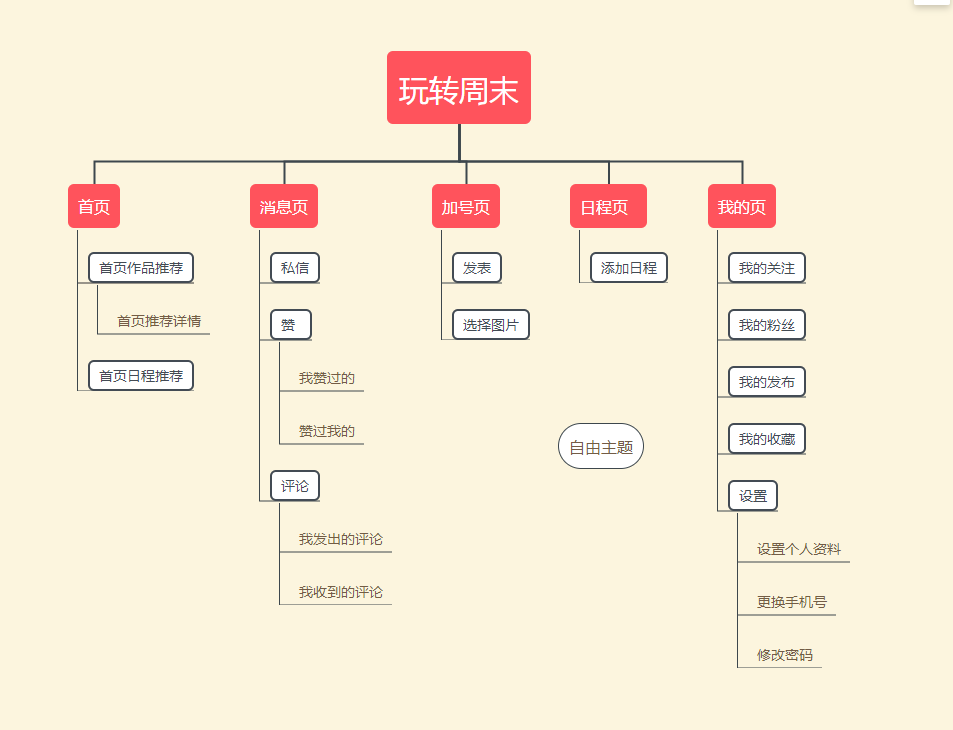 玩转周末
首页
首页作品推荐
首页推荐详情
首页日程推荐
消息页
私信
赞
我赞过的
赞过我的
评论
我发出的评论
我收到的评论
加号页
发表
选择图片
日程页
添加日程
自由主题
我的页
我的关注
我的粉丝
我的发布
我的收藏
设置
设置个人资料
更换手机号
修改密码